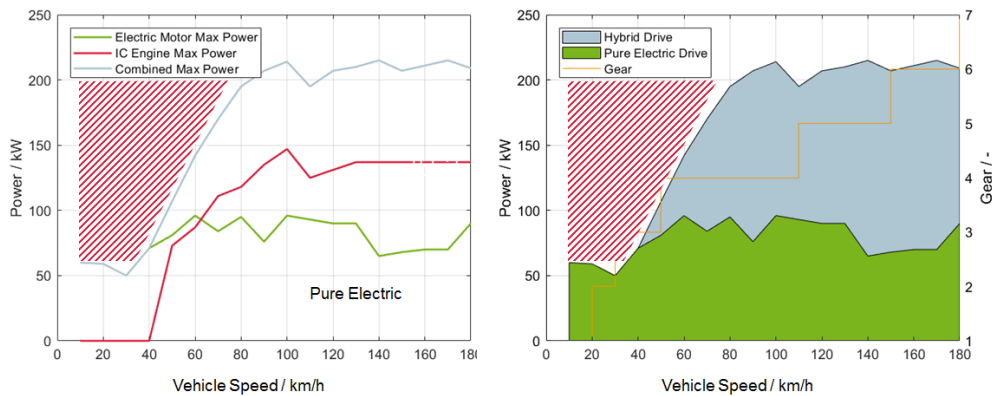 Electric Motor Max Power
IC Engine Max Power
Combined Max Power
250
200
150
100
50
0
Power / kW
Pure Electric
0 20 40 60 80 100 120 140 160 180
Vehicle Speed / km/h
Hybrid Drive
Pure Electric Drive
Gear
250
200
150
100
50
0
Power / kW
7
6
5
4
3
2
1
Gear / -
0 20 40 60 80 100 120 140 160 180
Vehicle Speed / km/h